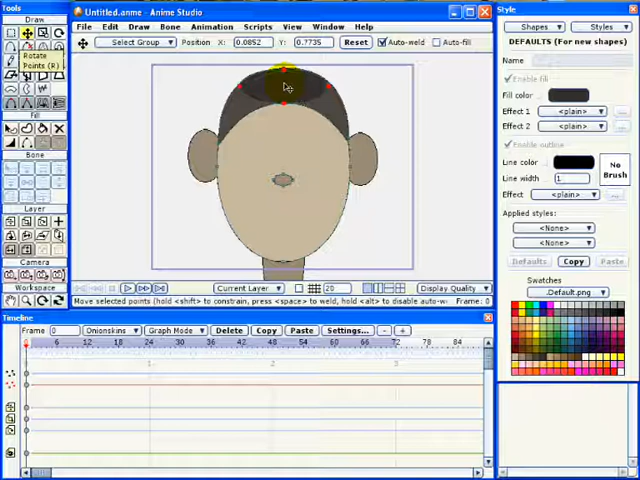 Tools
Untitled.anme - Anime Studio
Style
Draw
File Edit Draw Bone Animation Scripts View Window Help
Select Group
Position X: 0.0852 Y: 0.7735
Reset
Auto-weld
Auto-fill
Rotate
Points (R)
Fill
Bone
Layer
Camera
Workspace
Shapes
Styles
DEFAULTS (For new shapes)
Name
Enable fill
Fill color
Effect 1 <plain>
Effect 2 <plain>
Enable outline
Line color
Line width 1
No
Brush
Effect <plain>
Applied styles:
<None>
<None>
Defaults Copy Paste
Swatches
.Default.png
Current Layer
20
Display Quality
Move selected points (hold <shift> to constrain, press <space> to weld, hold <alt> to disable auto-w
Frame: 0
Timeline
Frame 0
Onionskins
Graph Mode
Delete Copy Paste Settings... - +
6 12 18 24 30 36 42 48 54 60 66 72 78 84
1 2 3